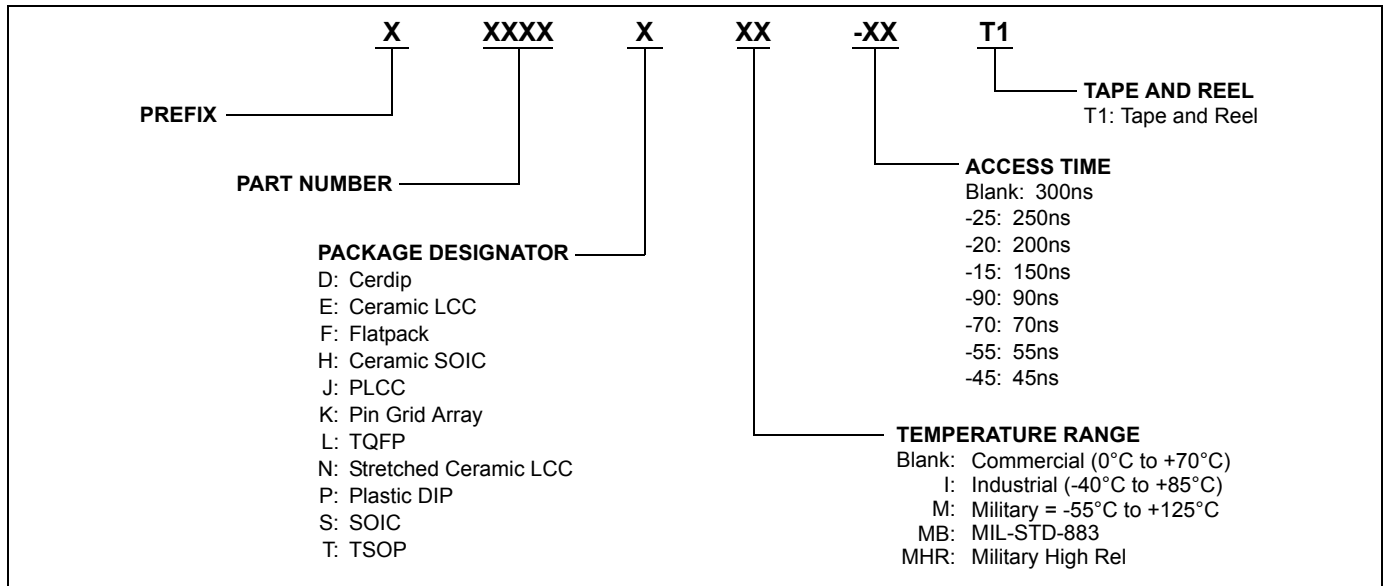 X XXXX X XX -XX T1
PREFIX
PART NUMBER
PACKAGE DESIGNATOR
D: Cerdip
E: Ceramic LCC
F: Flatpack
H: Ceramic SOIC
J: PLCC
K: Pin Grid Array
L: TQFP
N: Stretched Ceramic LCC
P: Plastic DIP
S: SOIC
T: TSOP
TAPE AND REEL
T1: Tape and Reel
ACCESS TIME
Blank: 300ns
-25: 250ns
-20: 200ns
-15: 150ns
-90: 90ns
-70: 70ns
-55: 55ns
-45: 45ns
TEMPERATURE RANGE
Blank: Commercial (0°C to +70°C)
I: Industrial (-40°C to +85°C)
M: Military = -55°C to +125°C
MB: MIL-STD-883
MHR: Military High Rel